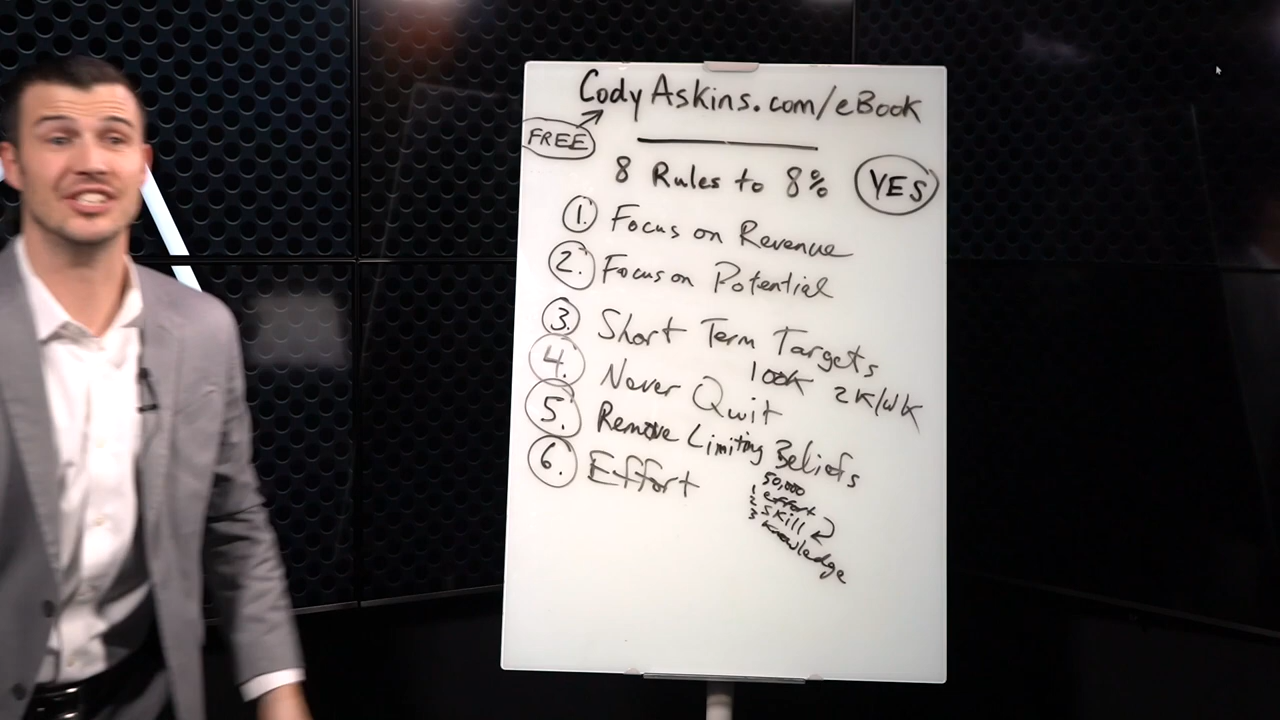 CodyAskins.com/eBook
FREE
8 Rules to 8% YES
1. Focus on Revenue
2. Focus on Potential
3. Short Term Targets
100K 2K/WK
4. Never Quit
5. Remove Limiting Beliefs
6. Effort
50,000
1 effort
2 skill
3 knowledge